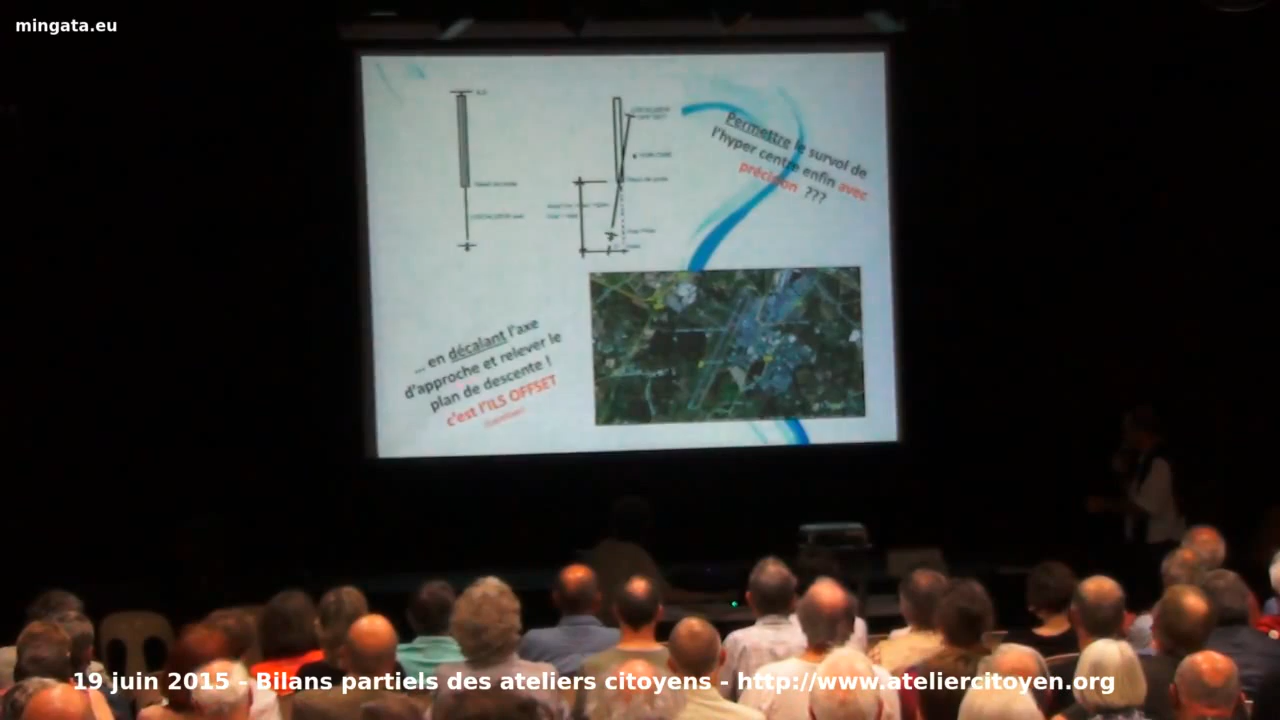 mingata.eu
Permettre le survol de
l'hyper centre enfin avec
précision ???
... en décalant l'axe
d'approche et relever le
plan de descente !
c'est l'ILS OFFSET
19 juin 2015 - Bilans partiels des ateliers citoyens - http://www.ateliercitoyen.org